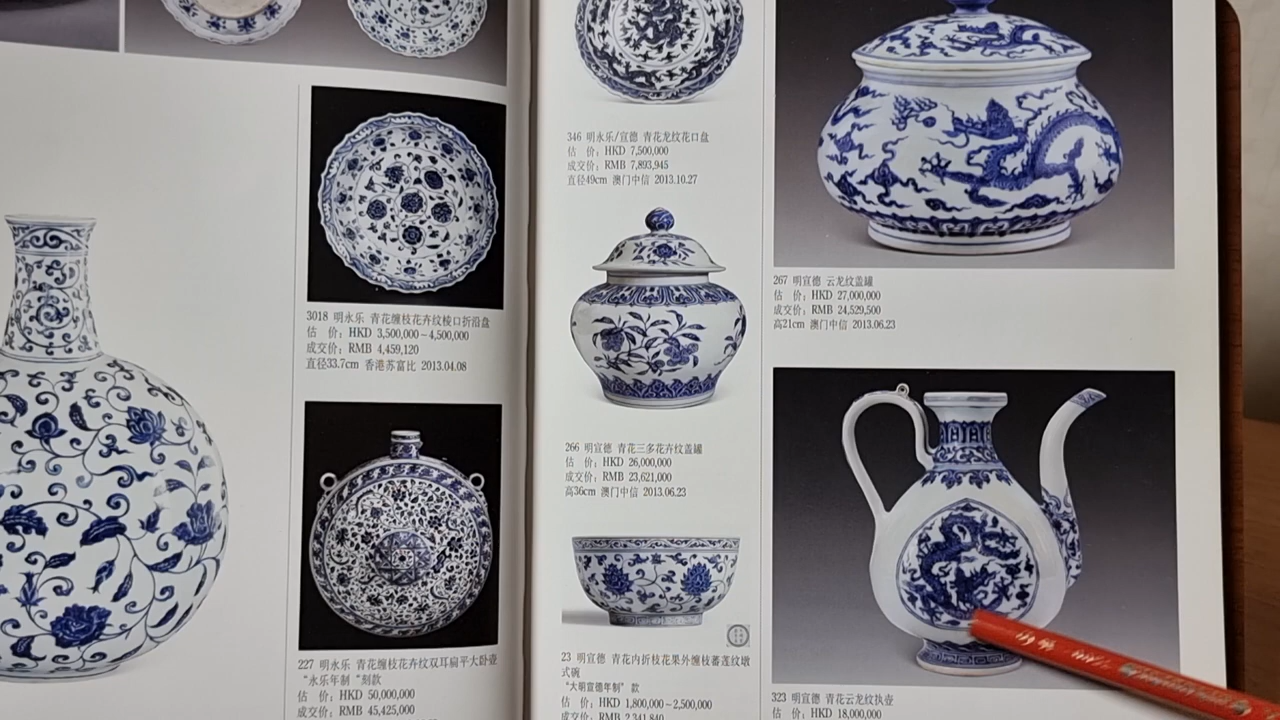 3018 明永乐 青花缠枝花卉纹棱口折沿盘
估 价：HKD 3,500,000~4,500,000
成交价：RMB 4,459,120
直径33.7cm 香港苏富比 2013.04.08
227 明永乐 青花缠枝花卉纹双耳扁平大卧壶
“永乐年制“刻款
估 价：HKD 50,000,000
成交价：RMB 45,425,000
346 明永乐/宣德 青花龙纹花口盘
估 价：HKD 7,500,000
成交价：RMB 7,893,945
直径49cm 澳门中信 2013.10.27
266 明宣德 青花三多花卉纹盖罐
估 价：HKD 26,000,000
成交价：RMB 23,621,000
高36cm 澳门中信 2013.06.23
23 明宣德 青花内折枝花果外缠枝蕃莲纹墩
式碗
“大明宣德年制”款
估 价：HKD 1,800,000~2,500,000
成交价：RMB 2,341,840
267 明宣德 云龙纹盖罐
估 价：HKD 27,000,000
成交价：RMB 24,529,500
高21cm 澳门中信 2013.06.23
323 明宣德 青花云龙纹执壶
估 价：HKD 18,000,000